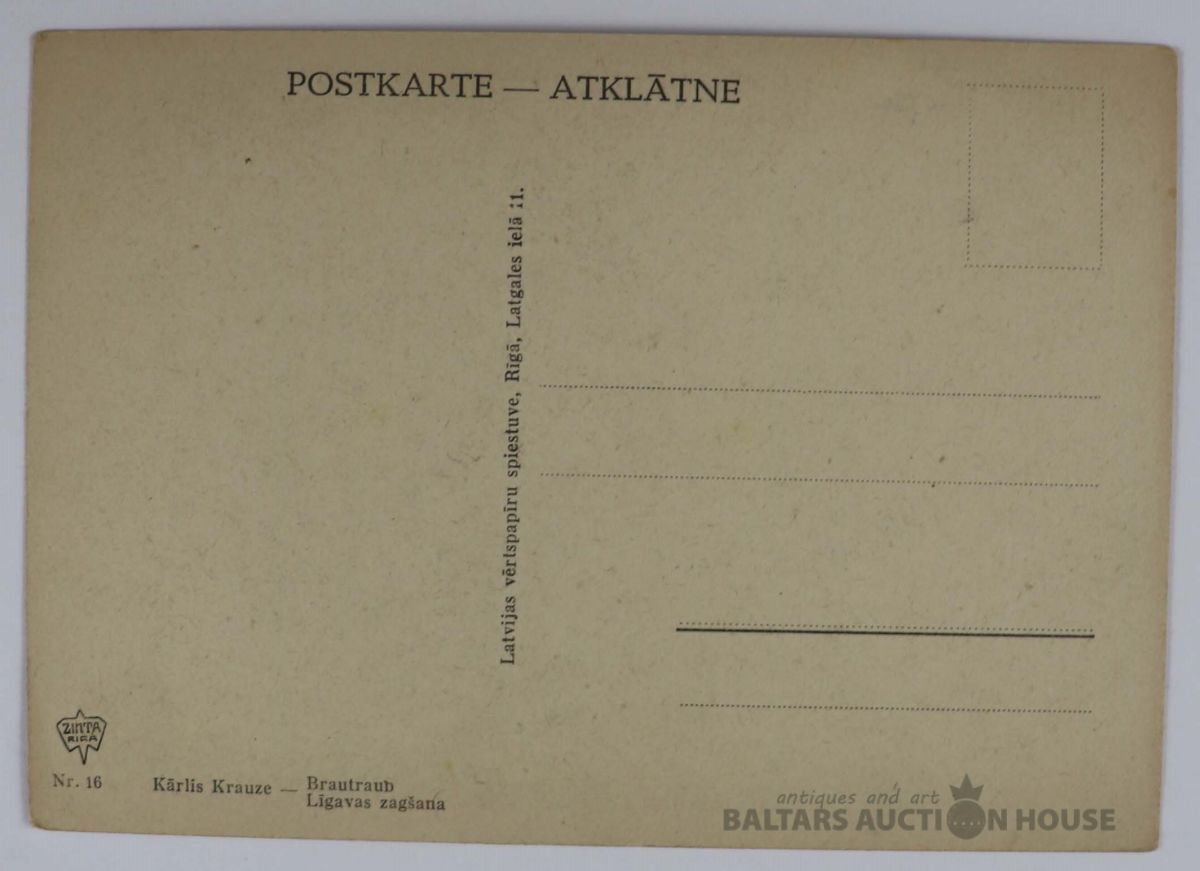 POSTKARTE — ATKLĀTNE
Latvijas vērtspapīru spiestuve, Rīgā, Latgales ielā 11.
ZINTA
RIGA
Nr. 16
Kārlis Krauze — Brautraub
Līgavas zagšana
antiques and art
BALTARS AUCTION HOUSE